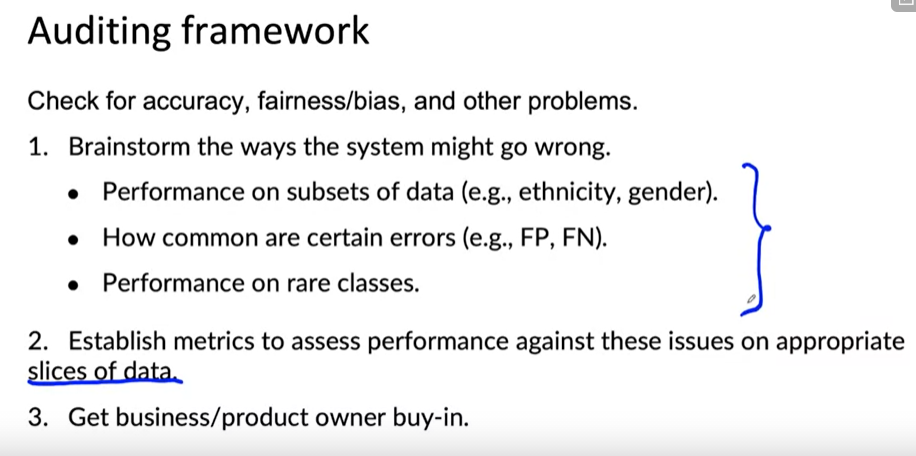 Auditing framework
Check for accuracy, fairness/bias, and other problems.
1. Brainstorm the ways the system might go wrong.
• Performance on subsets of data (e.g., ethnicity, gender).
• How common are certain errors (e.g., FP, FN).
• Performance on rare classes.
2. Establish metrics to assess performance against these issues on appropriate
slices of data.
3. Get business/product owner buy-in.